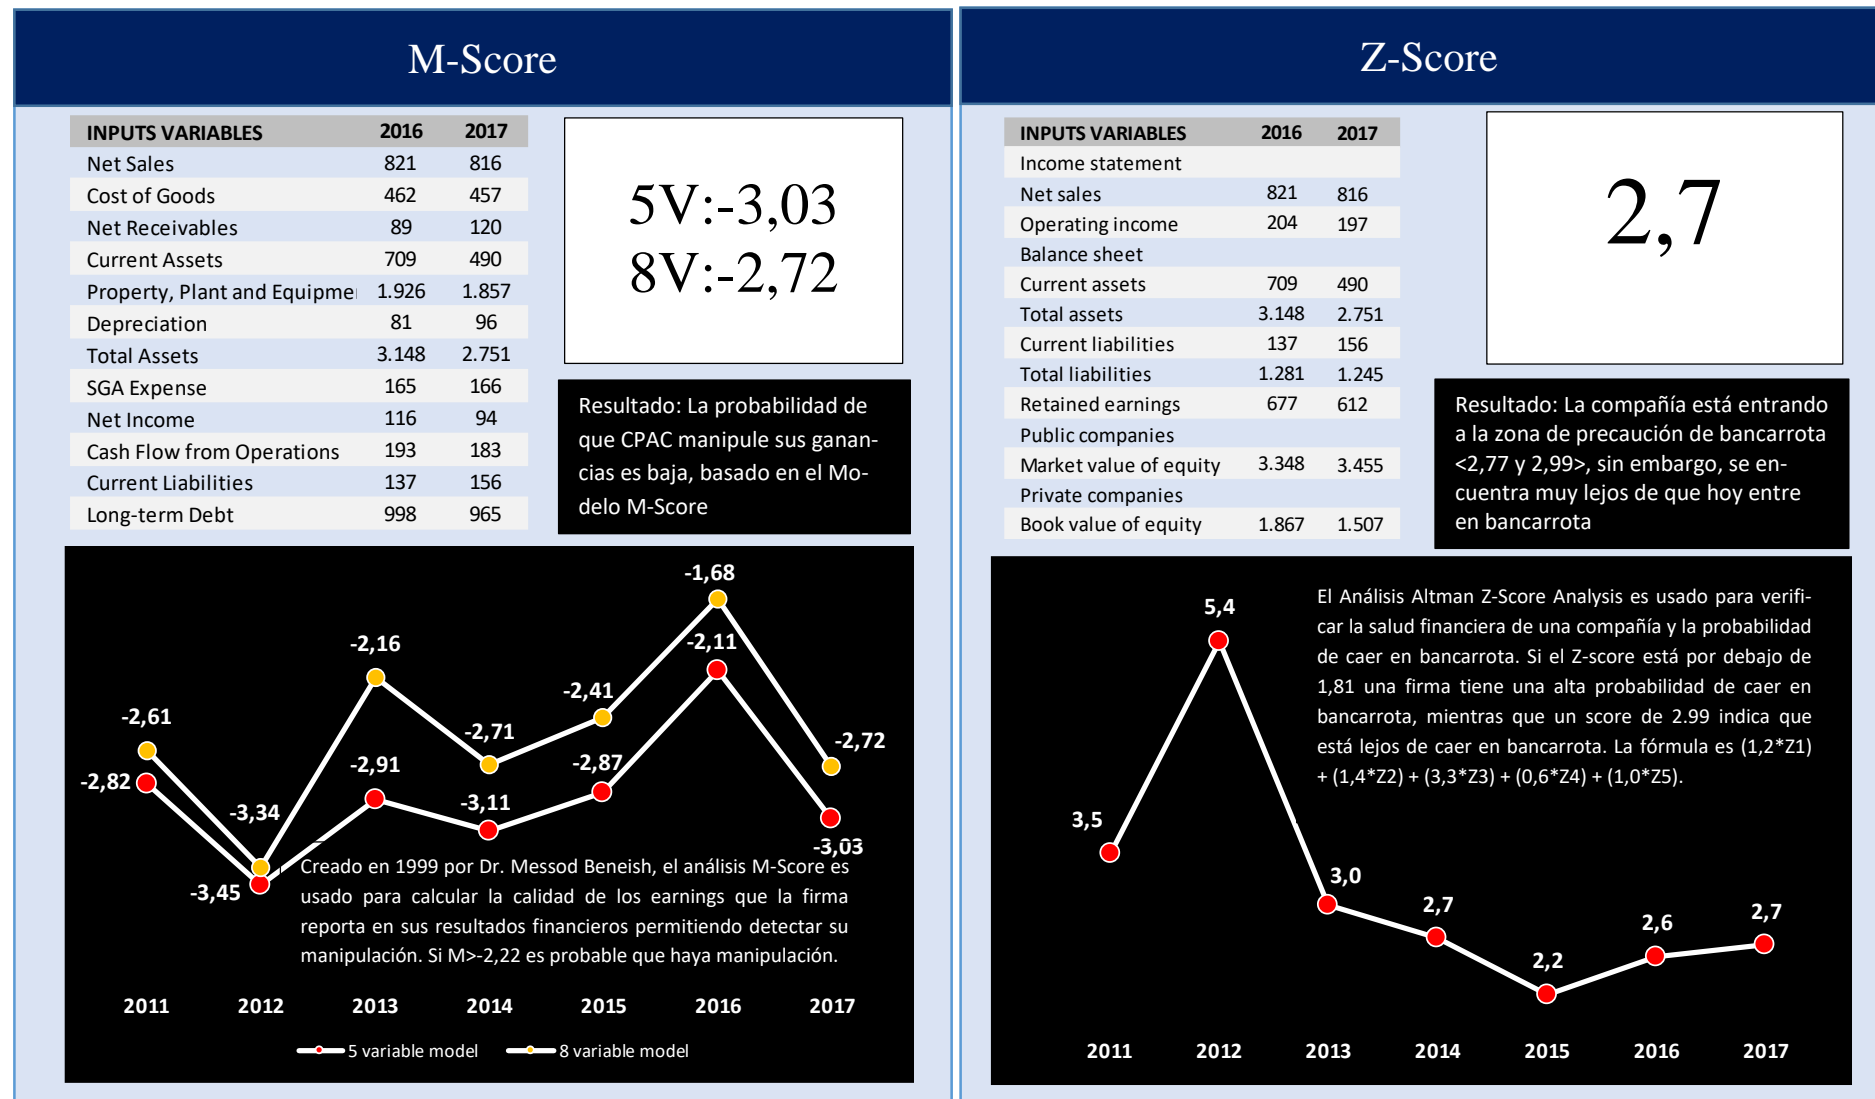 M-Score
INPUTS VARIABLES 2016 2017
Net Sales 821 816
Cost of Goods 462 457
Net Receivables 89 120
Current Assets 709 490
Property, Plant and Equipme 1.926 1.857
Depreciation 81 96
Total Assets 3.148 2.751
SGA Expense 165 166
Net Income 116 94
Cash Flow from Operations 193 183
Current Liabilities 137 156
Long-term Debt 998 965
5V:-3,03
8V:-2,72
Resultado: La probabilidad de
que CPAC manipule sus ganan-
cias es baja, basado en el Mo-
delo M-Score
-1,68
-2,16
-2,11
-2,41
-2,61
-2,71
-2,72
-2,91
-2,87
-2,82
-3,34
-3,11
-3,03
-3,45
Creado en 1999 por Dr. Messod Beneish, el análisis M-Score es
usado para calcular la calidad de los earnings que la firma
reporta en sus resultados financieros permitiendo detectar su
manipulación. Si M>-2,22 es probable que haya manipulación.
2011 2012 2013 2014 2015 2016 2017
5 variable model 8 variable model
Z-Score
INPUTS VARIABLES 2016 2017
Income statement
Net sales 821 816
Operating income 204 197
Balance sheet
Current assets 709 490
Total assets 3.148 2.751
Current liabilities 137 156
Total liabilities 1.281 1.245
Retained earnings 677 612
Public companies
Market value of equity 3.348 3.455
Private companies
Book value of equity 1.867 1.507
2,7
Resultado: La compañía está entrando
a la zona de precaución de bancarrota
<2,77 y 2,99>, sin embargo, se en-
cuentra muy lejos de que hoy entre
en bancarrota
El Análisis Altman Z-Score Analysis es usado para verifi-
car la salud financiera de una compañía y la probabilidad
de caer en bancarrota. Si el Z-score está por debajo de
1,81 una firma tiene una alta probabilidad de caer en
bancarrota, mientras que un score de 2.99 indica que
está lejos de caer en bancarrota. La fórmula es (1,2*Z1)
+ (1,4*Z2) + (3,3*Z3) + (0,6*Z4) + (1,0*Z5).
5,4
3,5
3,0
2,7
2,2
2,6
2,7
2011 2012 2013 2014 2015 2016 2017